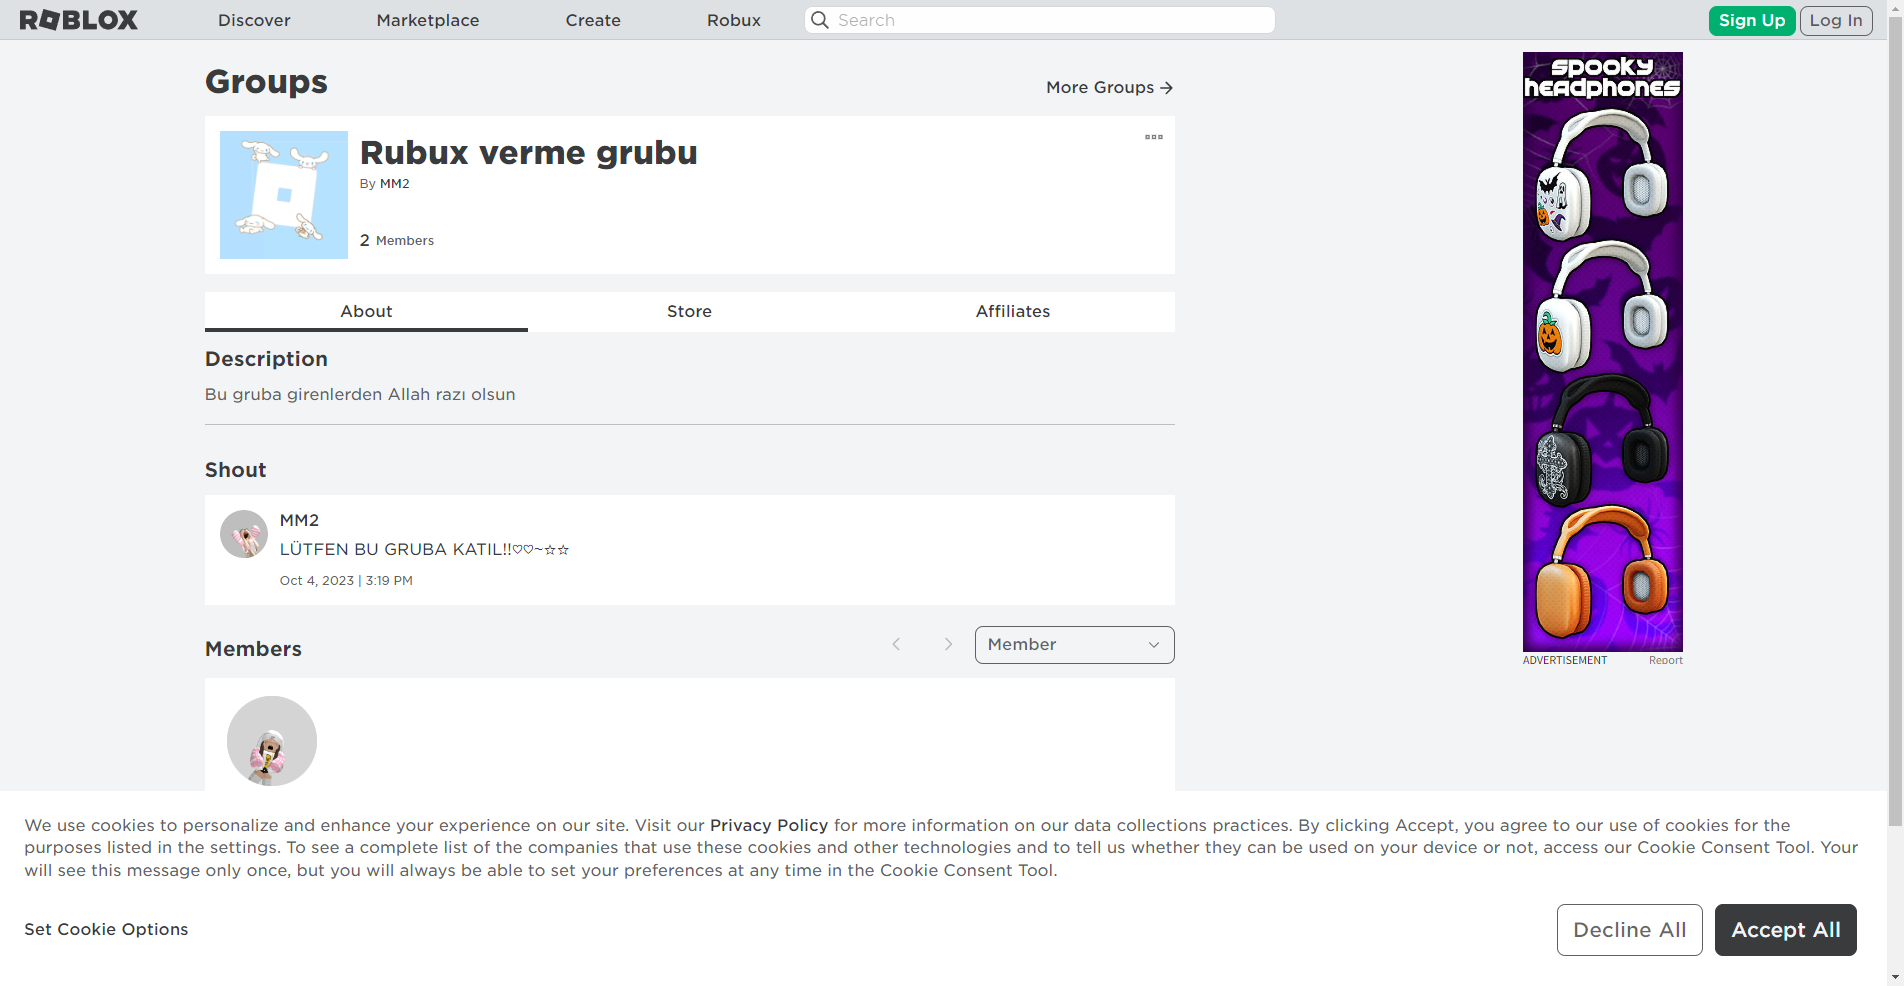 ROBLOX
Discover
Marketplace
Create
Robux
Search
Sign Up
Log In
Groups
More Groups
Rubux verme grubu
By MM2
2 Members
About
Store
Affiliates
Description
Bu gruba girenlerden Allah razı olsun
Shout
MM2
LÜTFEN BU GRUBA KATIL!!♡♡~☆☆
Oct 4, 2023 | 3:19 PM
Members
Member
spooky
headphones
ADVERTISEMENT
Report
We use cookies to personalize and enhance your experience on our site. Visit our Privacy Policy for more information on our data collections practices. By clicking Accept, you agree to our use of cookies for the
purposes listed in the settings. To see a complete list of the companies that use these cookies and other technologies and to tell us whether they can be used on your device or not, access our Cookie Consent Tool. Your
will see this message only once, but you will always be able to set your preferences at any time in the Cookie Consent Tool.
Set Cookie Options
Decline All
Accept All